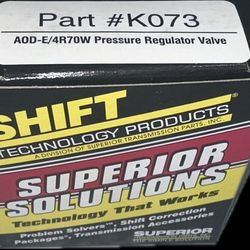 Part #K073
AOD-E/4R70W Pressure Regulator Valve
SHIFT
TECHNOLOGY PRODUCTS
A DIVISION OF SUPERIOR TRANSMISSION PARTS, INC.
SUPERIOR
SOLUTIONS
Technology That Works
Problem Solvers™, Shift Correction
Packages®, Transmission Accessories
SUPERIOR